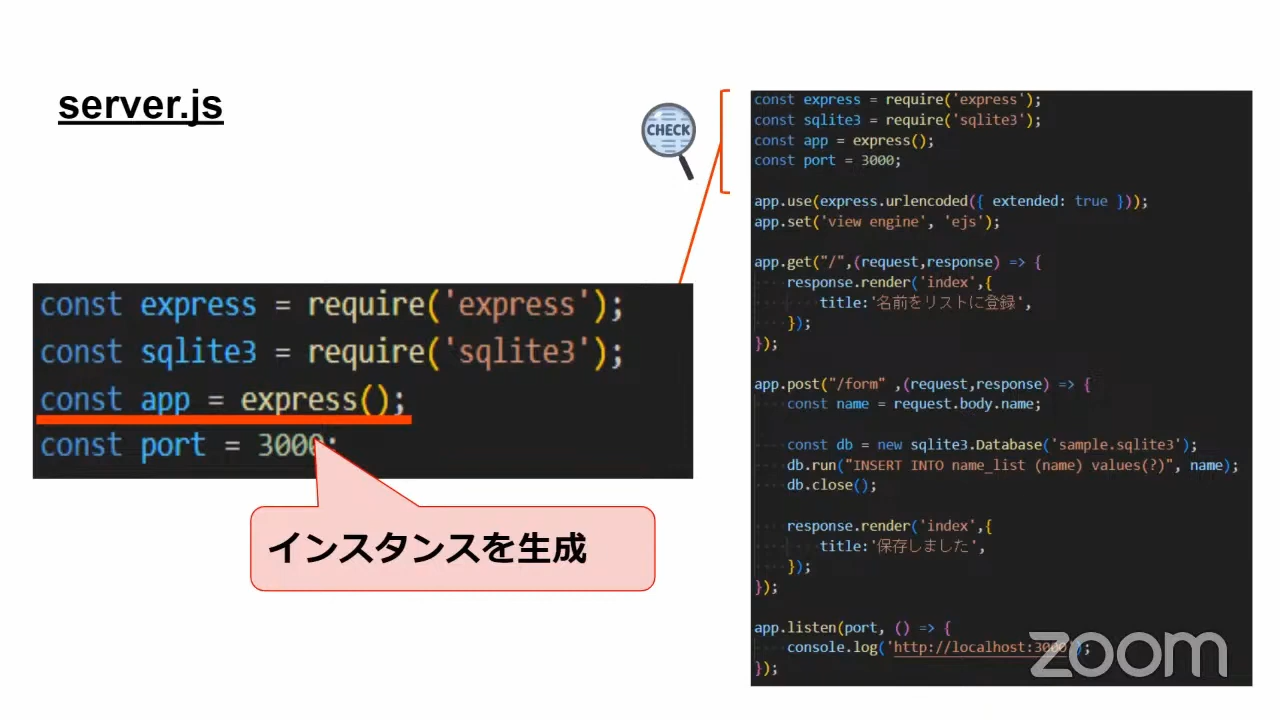 server.js
CHECK
const express = require('express');
const sqlite3 = require('sqlite3');
const app = express();
const port = 3000;
インスタンスを生成
const express = require('express');
const sqlite3 = require('sqlite3');
const app = express();
const port = 3000;
app.use(express.urlencoded({ extended: true }));
app.set('view engine', 'ejs');
app.get("/",(request,response) => {
response.render('index',{
title:'名前をリストに登録',
});
});
app.post("/form" ,(request,response) => {
const name = request.body.name;
const db = new sqlite3.Database('sample.sqlite3');
db.run("INSERT INTO name_list (name) values(?)", name);
db.close();
response.render('index',{
title:'保存しました',
});
});
app.listen(port, () => {
console.log('http://localhost:3000');
});
zoom